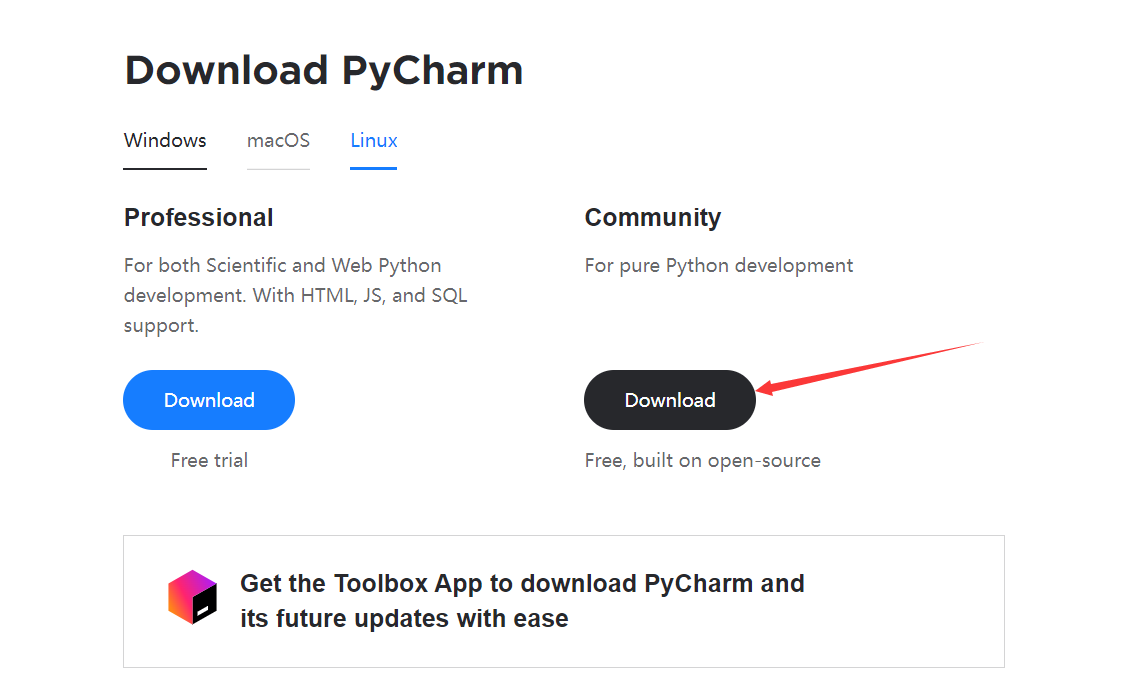 Download PyCharm
Windows macOS Linux
Professional
For both Scientific and Web Python
development. With HTML, JS, and SQL
support.
Download
Free trial
Community
For pure Python development
Download
Free, built on open-source
Get the Toolbox App to download PyCharm and
its future updates with ease